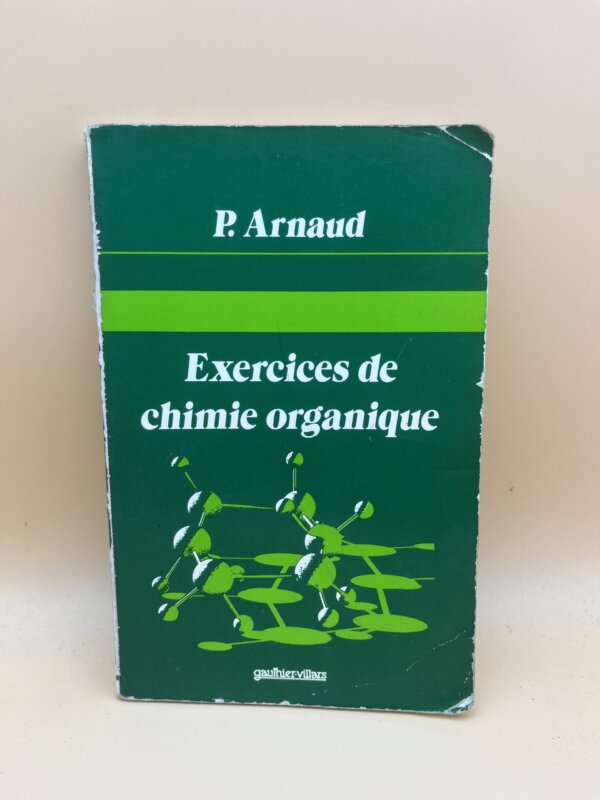 P. Arnaud
Exercices de
chimie organique
gauthier-villars